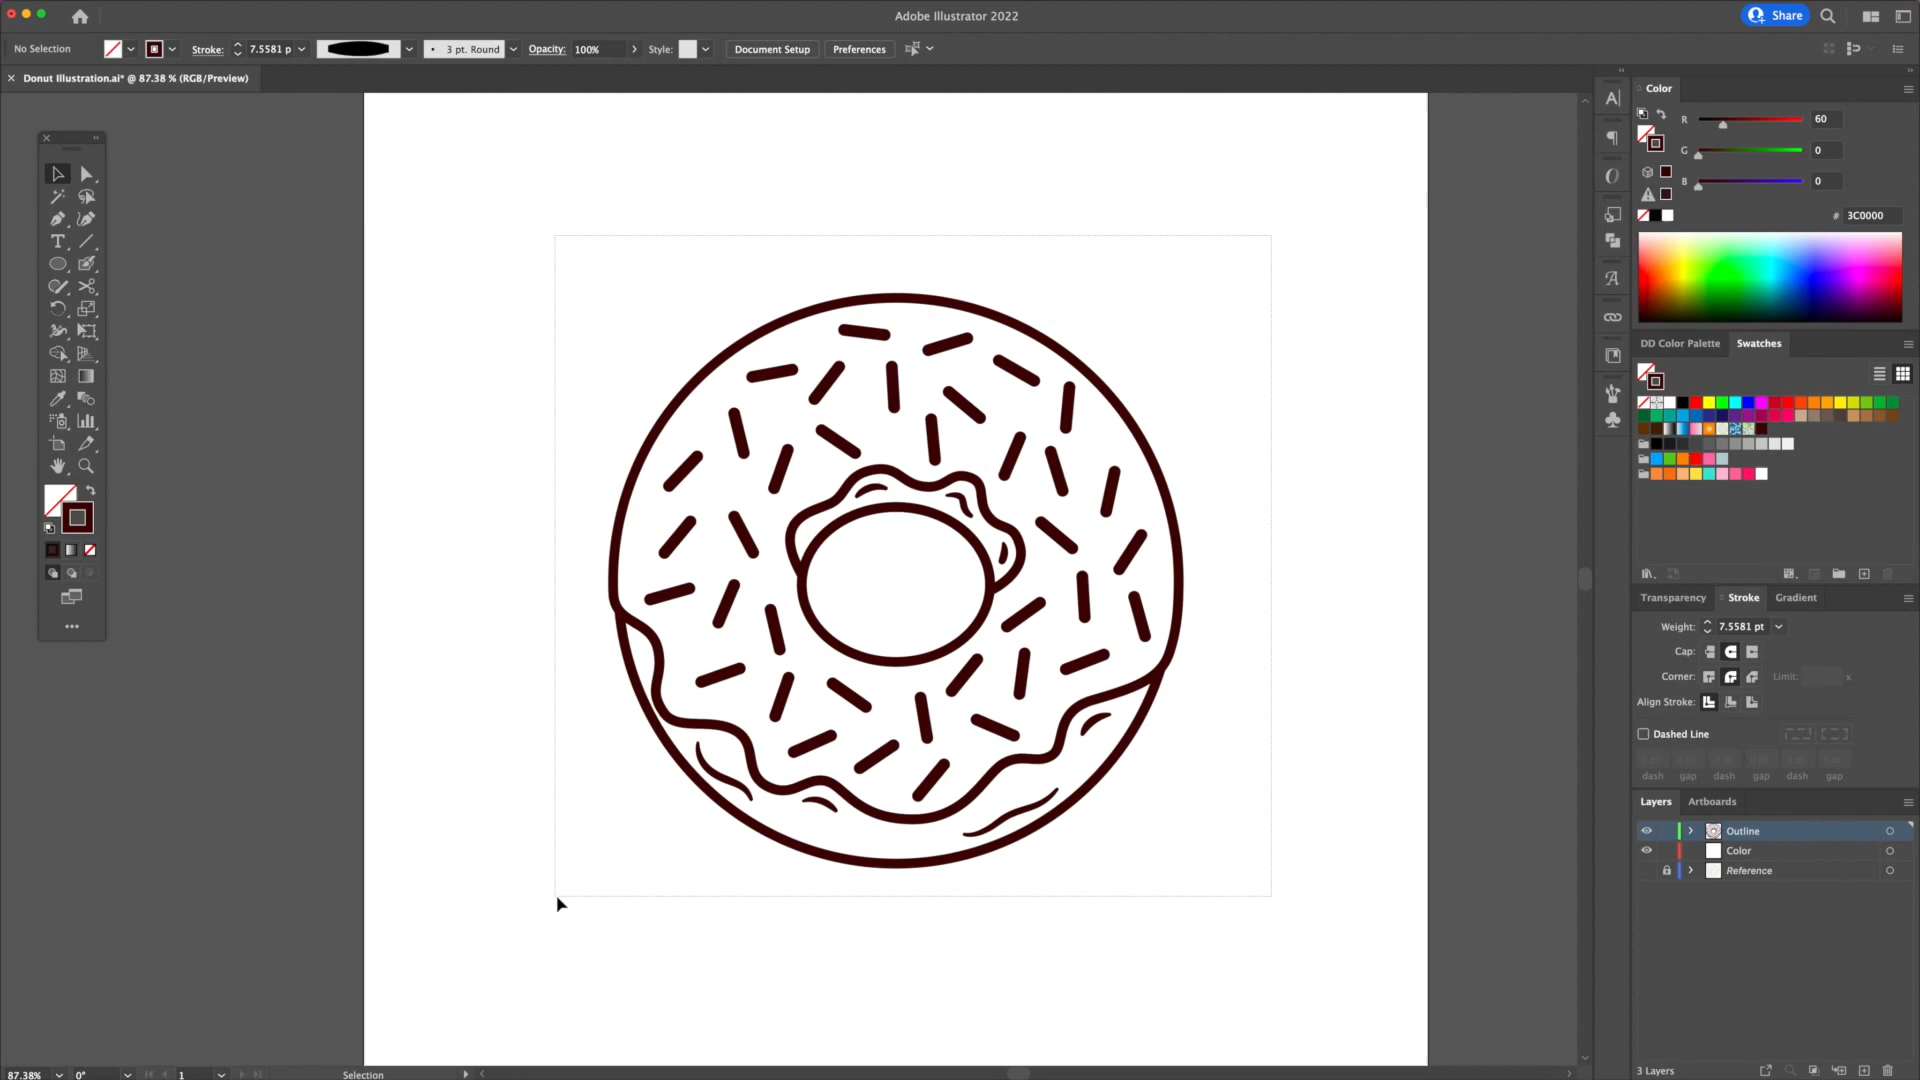 Adobe Illustrator 2022
Share
No Selection
Stroke:
7.5581 p
3 pt. Round
Opacity:
100%
Style:
Document Setup
Preferences
Donut Illustration.ai* @ 87.38 % (RGB/Preview)
Color
R
60
G
0
B
0
#
3C0000
DD Color Palette
Swatches
Transparency
Stroke
Gradient
Weight:
7.5581 pt
Cap:
Corner:
Limit:
x
Align Stroke:
Dashed Line
dash
gap
dash
gap
dash
gap
Layers
Artboards
Outline
Color
Reference
3 Layers
87.38%
0°
1
Selection